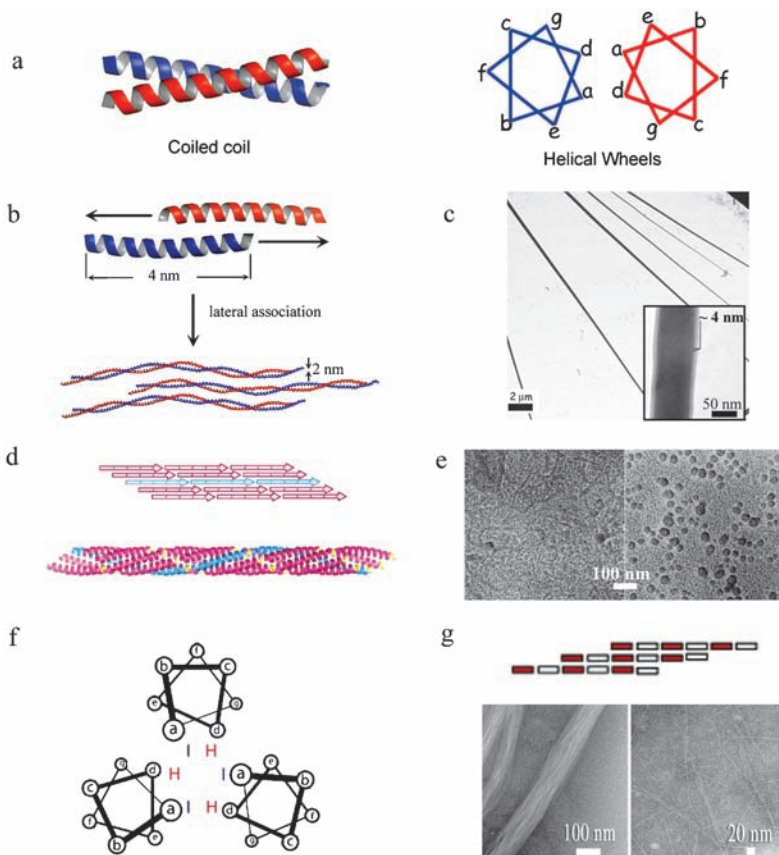 a
Coiled coil
c
g
d
a
e
b
f
e
b
f
c
g
d
a
Helical Wheels
b
4 nm
lateral association
2 nm
c
~ 4 nm
2 μm
50 nm
d
e
100 nm
f
f
b
c
e
g
a
d
I H
H I
I H
g
d
c
a
f
e
b
e
a
f
b
d
g
c
g
100 nm
20 nm